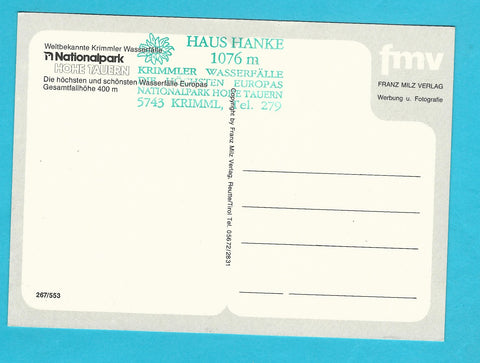 Weltbekannte Krimmler Wasserfälle
Nationalpark
HOHE TAUERN
Die höchsten und schönsten Wasserfälle Europas
Gesamtfallhöhe 400 m
HAUS HANKE
1076 m
KRIMMLER WASSERFÄLLE
DIE HÖCHSTEN EUROPAS
NATIONALPARK HOHE TAUERN
5743 KRIMML, Tel. 279
fmv
FRANZ MILZ VERLAG
Werbung u. Fotografie
Copyright by Franz Milz Verlag, Reutte/Tirol Tel. 05672/2831
267/553